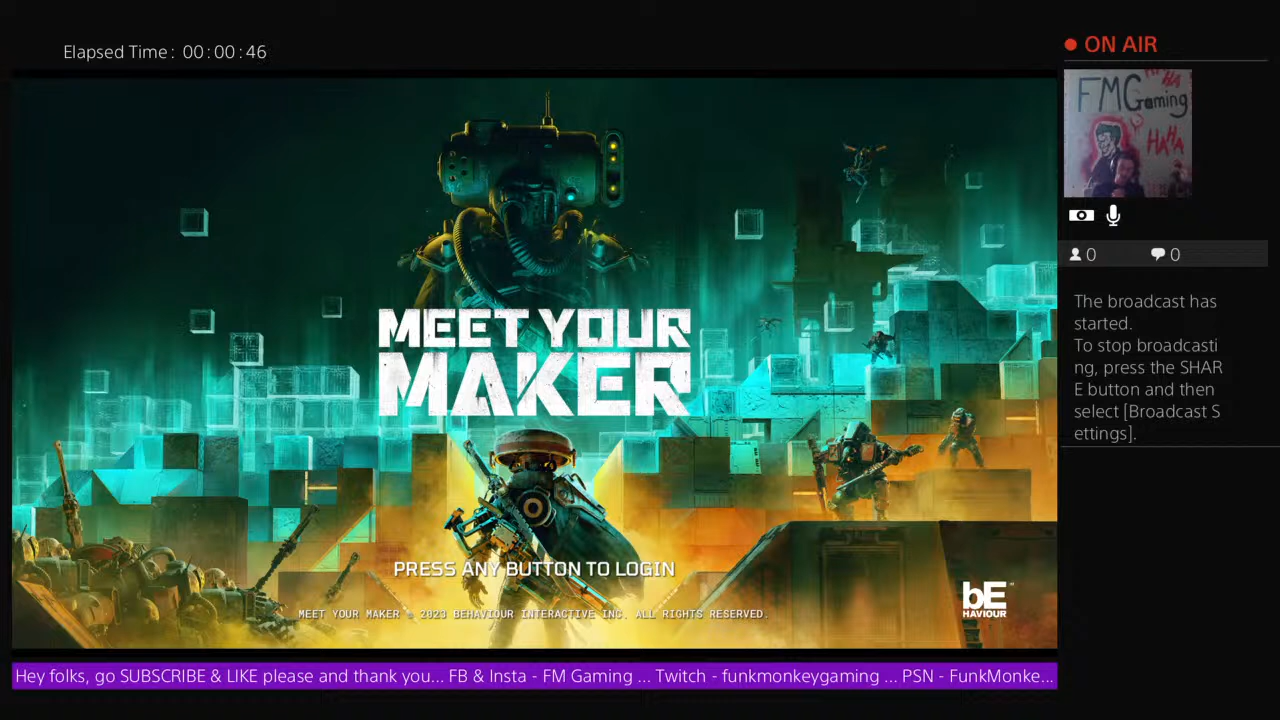 Elapsed Time: 00:00:46
ON AIR
FMGaming
HAHA
HAHA
0
0
The broadcast has
started.
To stop broadcasti
ng, press the SHAR
E button and then
select [Broadcast S
ettings].
MEET YOUR
MAKER
PRESS ANY BUTTON TO LOGIN
MEET YOUR MAKER © 2023 BEHAVIOUR INTERACTIVE INC. ALL RIGHTS RESERVED.
bE
HAVIOUR
Hey folks, go SUBSCRIBE & LIKE please and thank you... FB & Insta - FM Gaming ... Twitch - funkmonkeygaming ... PSN - FunkMonke...